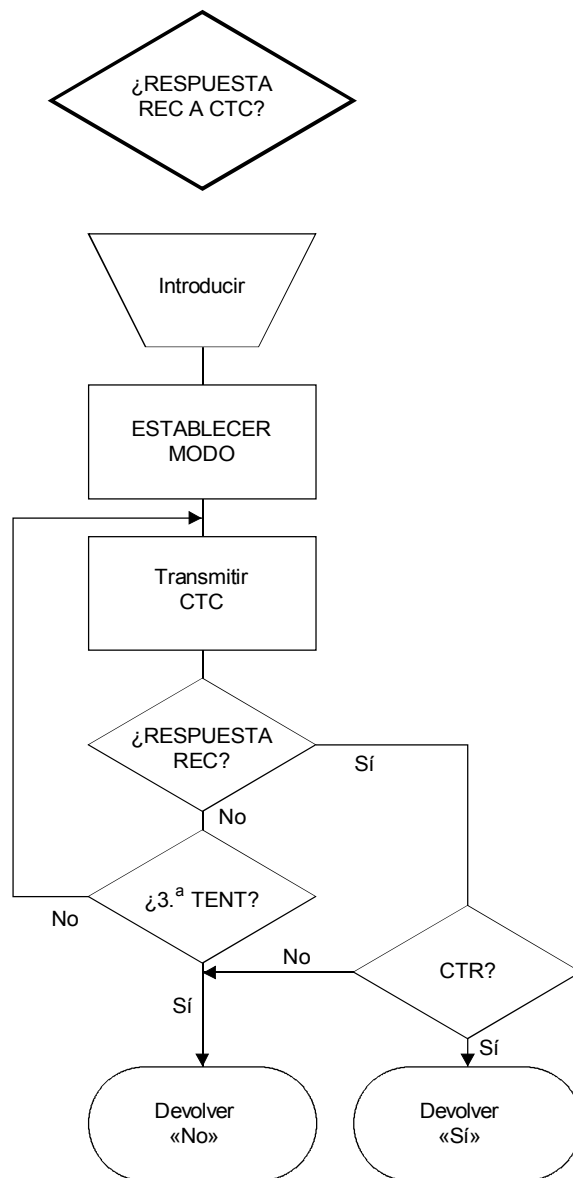 ¿RESPUESTA
REC A CTC?
Introducir
ESTABLECER
MODO
Transmitir
CTC
¿RESPUESTA
REC?
Sí
No
¿3.ª TENT?
No
No
CTR?
Sí
Sí
Devolver
«No»
Devolver
«Sí»